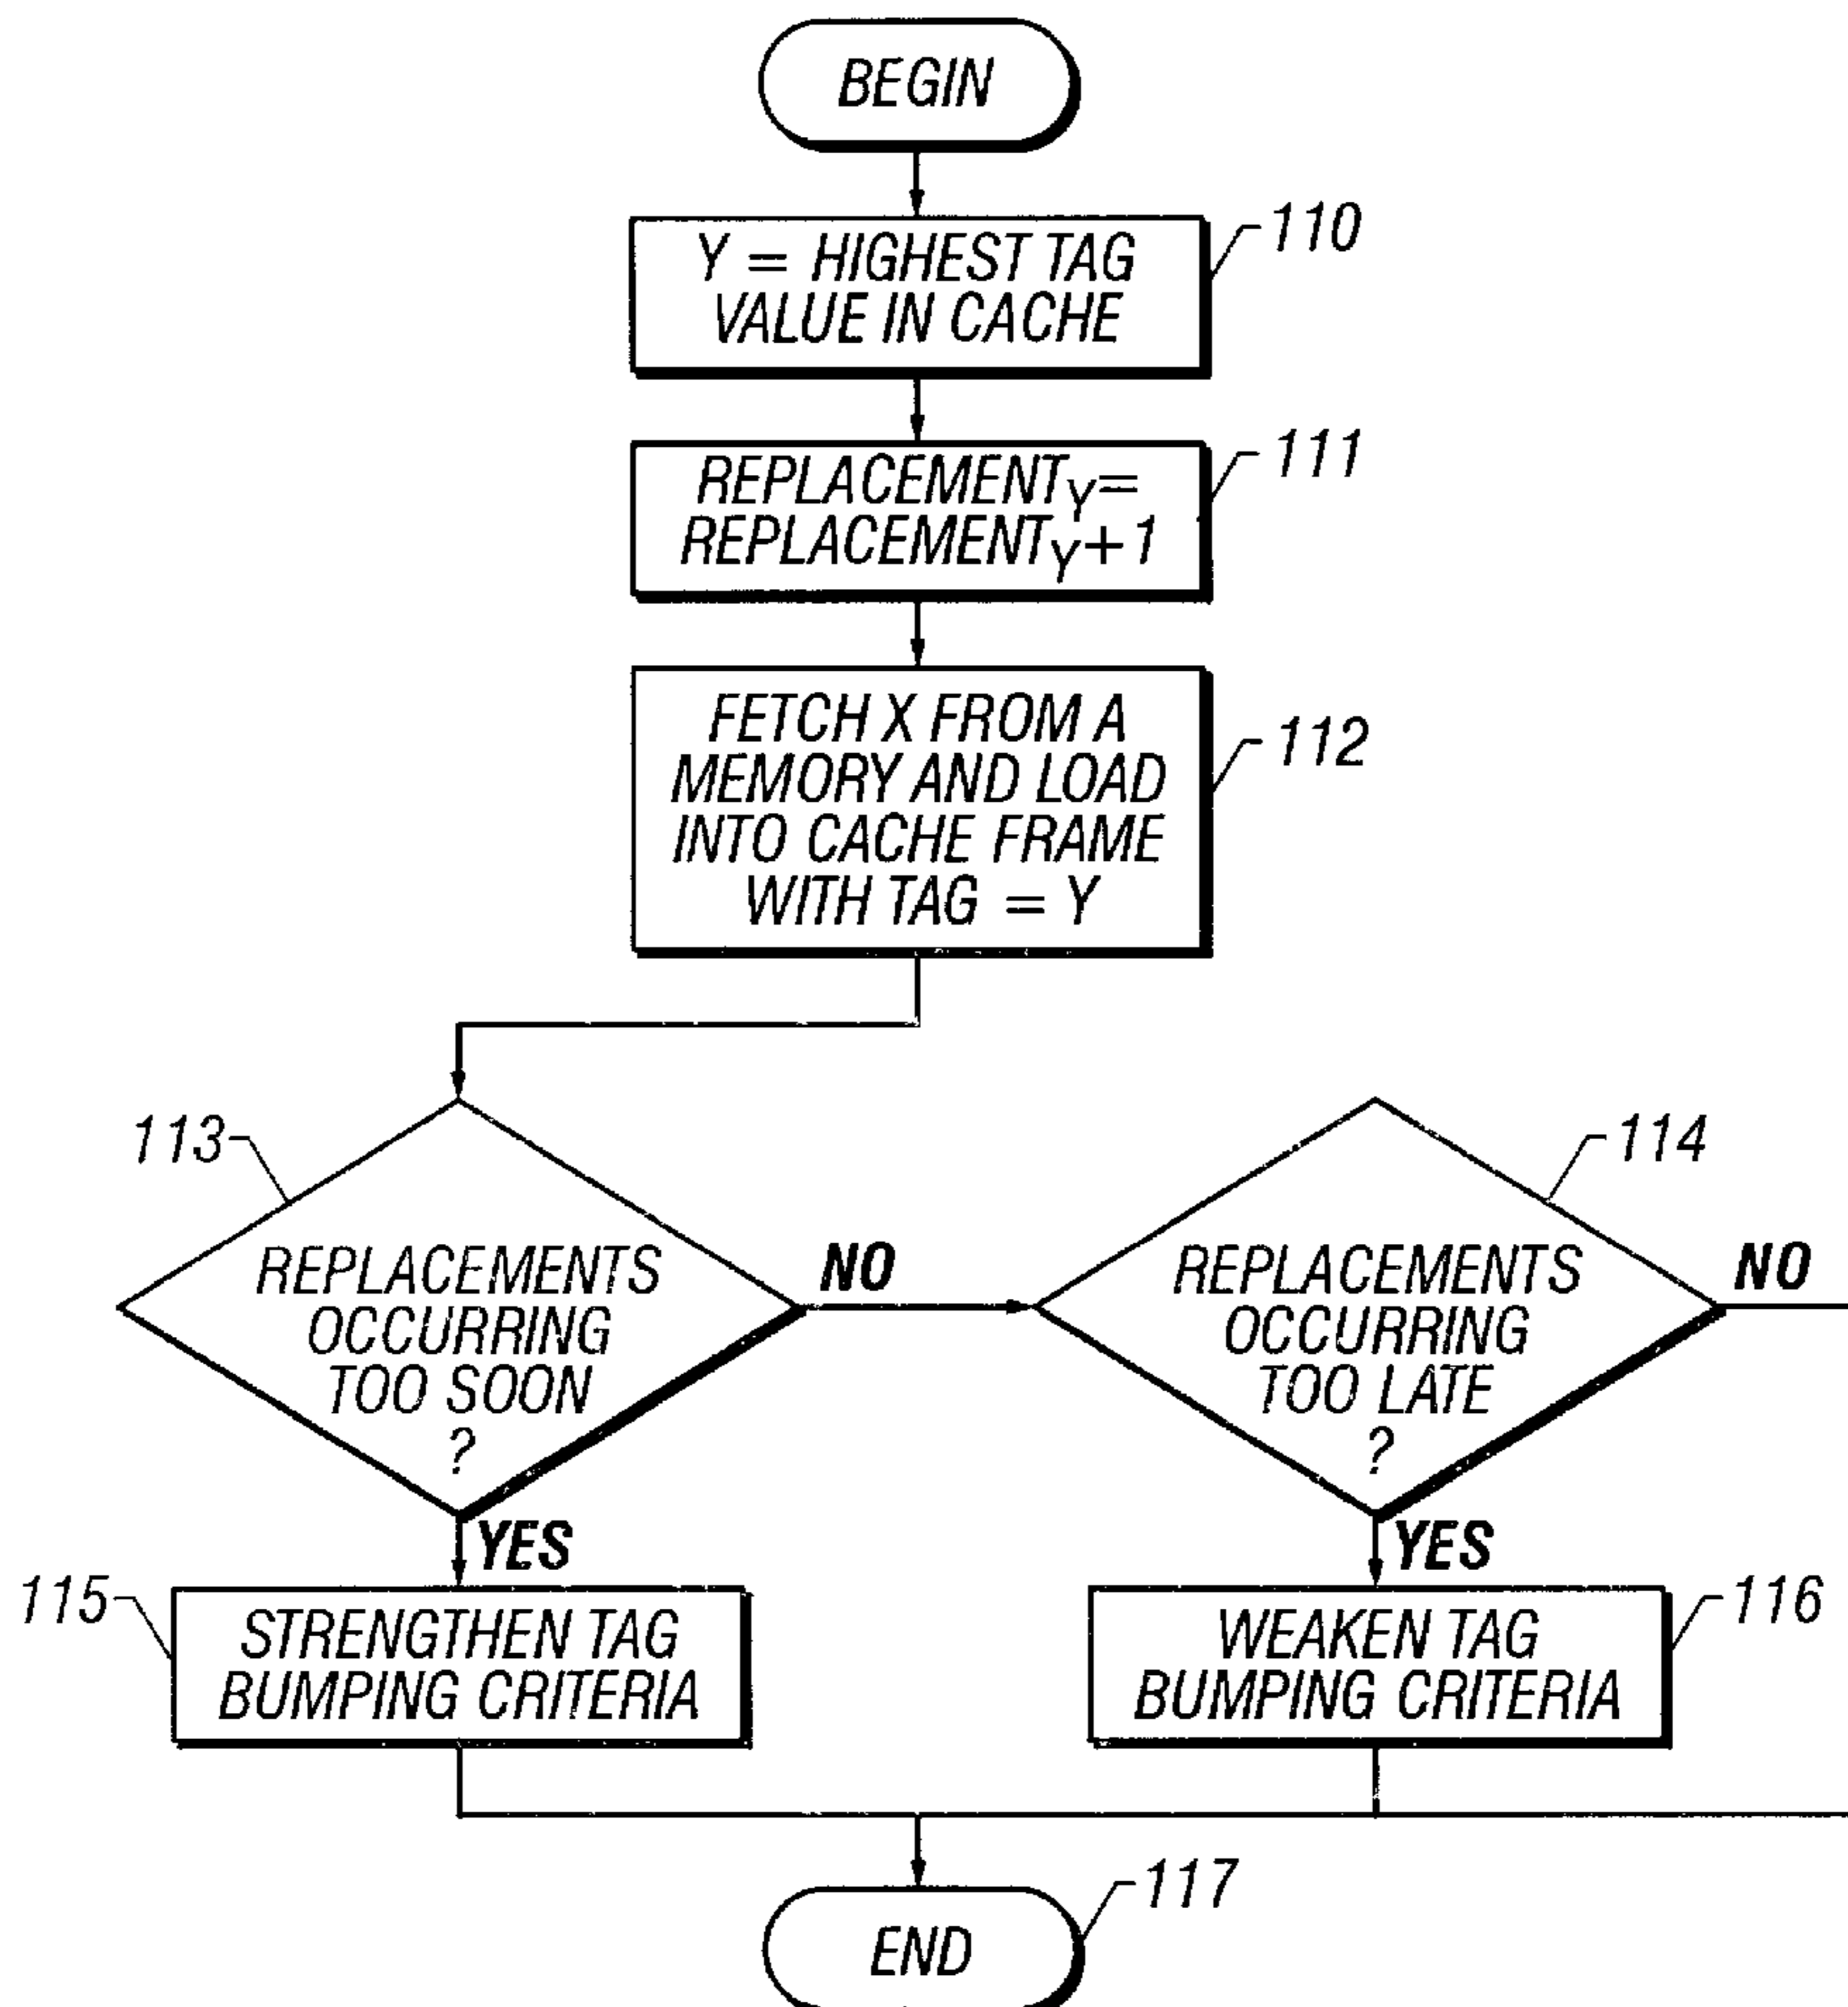 BEGIN
110
Y = HIGHEST TAG
VALUE IN CACHE
111
REPLACEMENTY=
REPLACEMENTY+1
112
FETCH X FROM A
MEMORY AND LOAD
INTO CACHE FRAME
WITH TAG = Y
113
114
REPLACEMENTS
OCCURRING
TOO SOON
?
NO
REPLACEMENTS
OCCURRING
TOO LATE
?
NO
YES
YES
115
STRENGTHEN TAG
BUMPING CRITERIA
WEAKEN TAG
BUMPING CRITERIA
116
117
END